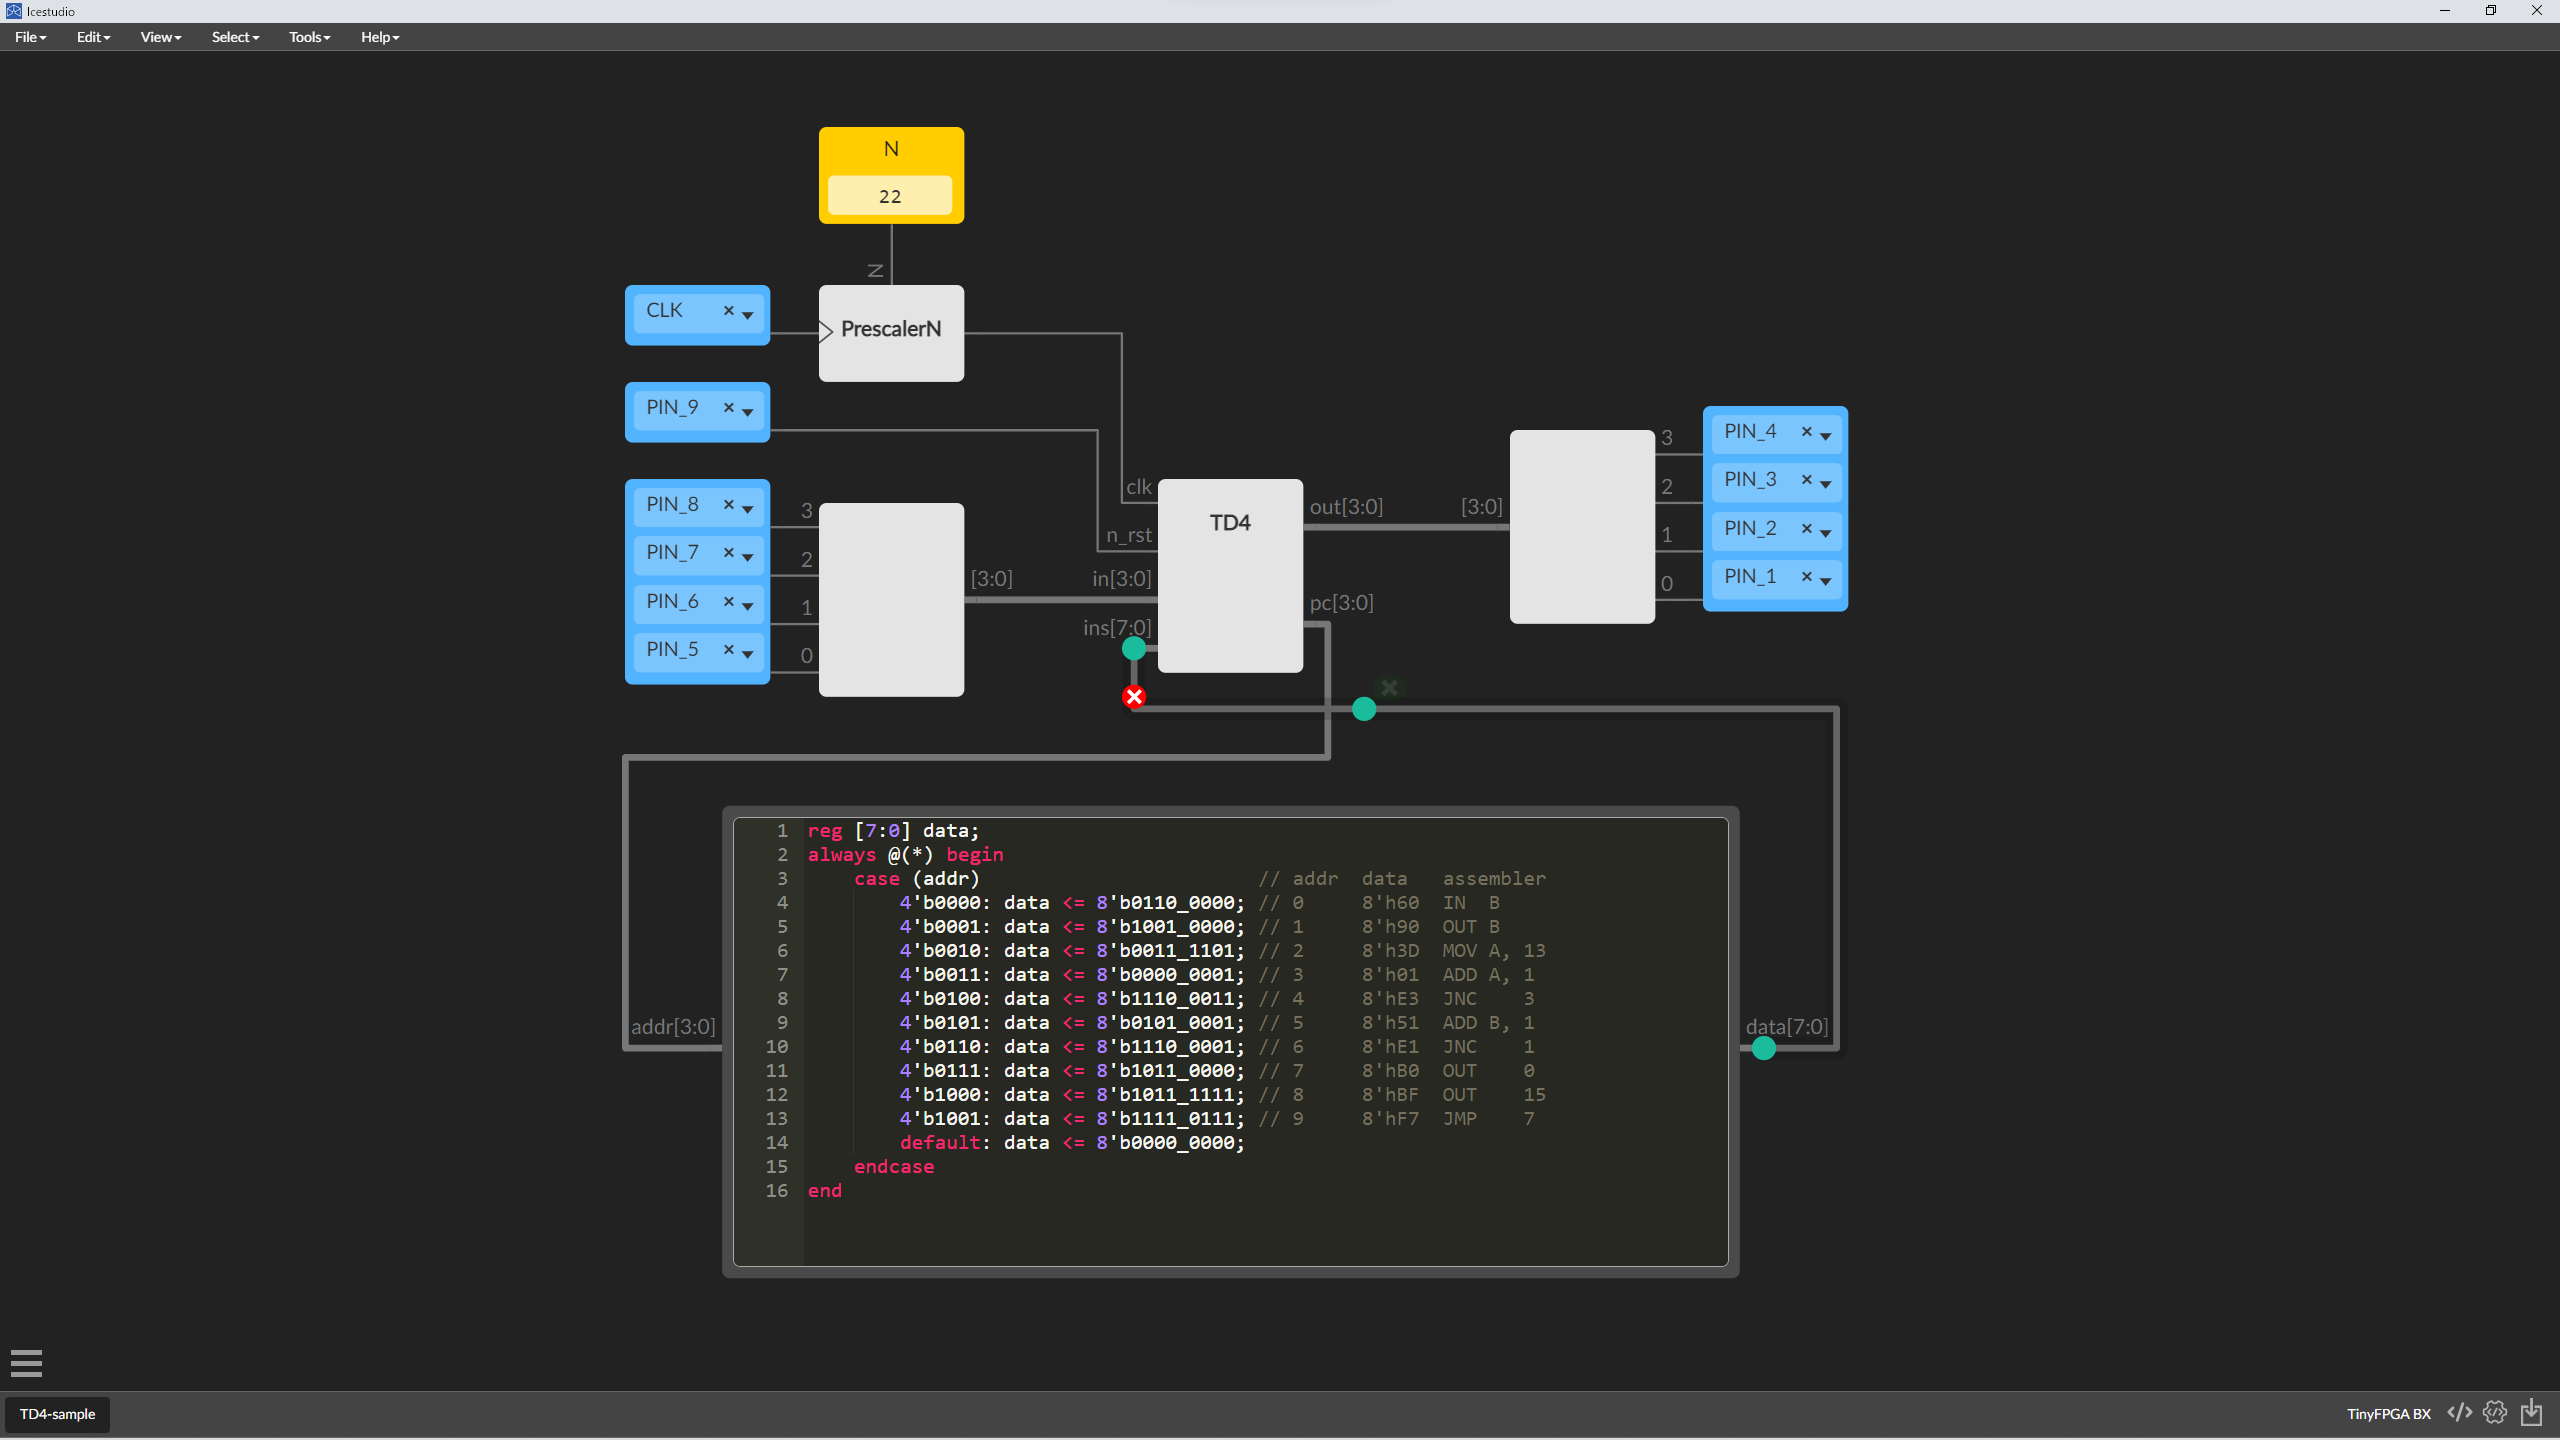 Icestudio
File Edit View Select Tools Help
N
22
N
CLK
PrescalerN
PIN_9
PIN_8
PIN_7
PIN_6
PIN_5
3
2
1
0
[3:0]
clk
n_rst
in[3:0]
ins[7:0]
TD4
out[3:0]
pc[3:0]
[3:0]
3
2
1
0
PIN_4
PIN_3
PIN_2
PIN_1
addr[3:0]
1 reg [7:0] data;
2 always @(*) begin
3 case (addr) // addr data assembler
4 4'b0000: data <= 8'b0110_0000; // 0 8'h60 IN B
5 4'b0001: data <= 8'b1001_0000; // 1 8'h90 OUT B
6 4'b0010: data <= 8'b0011_1101; // 2 8'h3D MOV A, 13
7 4'b0011: data <= 8'b0000_0001; // 3 8'h01 ADD A, 1
8 4'b0100: data <= 8'b1110_0011; // 4 8'hE3 JNC 3
9 4'b0101: data <= 8'b0101_0001; // 5 8'h51 ADD B, 1
10 4'b0110: data <= 8'b1110_0001; // 6 8'hE1 JNC 1
11 4'b0111: data <= 8'b1011_0000; // 7 8'hB0 OUT 0
12 4'b1000: data <= 8'b1011_1111; // 8 8'hBF OUT 15
13 4'b1001: data <= 8'b1111_0111; // 9 8'hF7 JMP 7
14 default: data <= 8'b0000_0000;
15 endcase
16 end
data[7:0]
TD4-sample
TinyFPGA BX